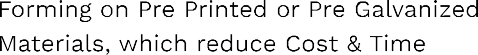 Forming on Pre Printed or Pre Galvanized
Materials, which reduce Cost & Time